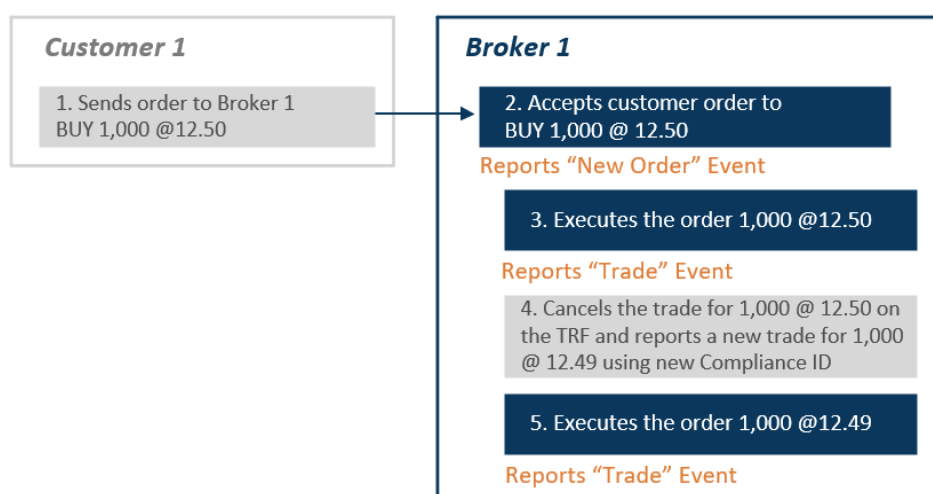 Customer 1
1. Sends order to Broker 1
BUY 1,000 @12.50
Broker 1
2. Accepts customer order to
BUY 1,000 @ 12.50
Reports “New Order” Event
3. Executes the order 1,000 @12.50
Reports “Trade” Event
4. Cancels the trade for 1,000 @ 12.50 on
the TRF and reports a new trade for 1,000
@ 12.49 using new Compliance ID
5. Executes the order 1,000 @12.49
Reports “Trade” Event